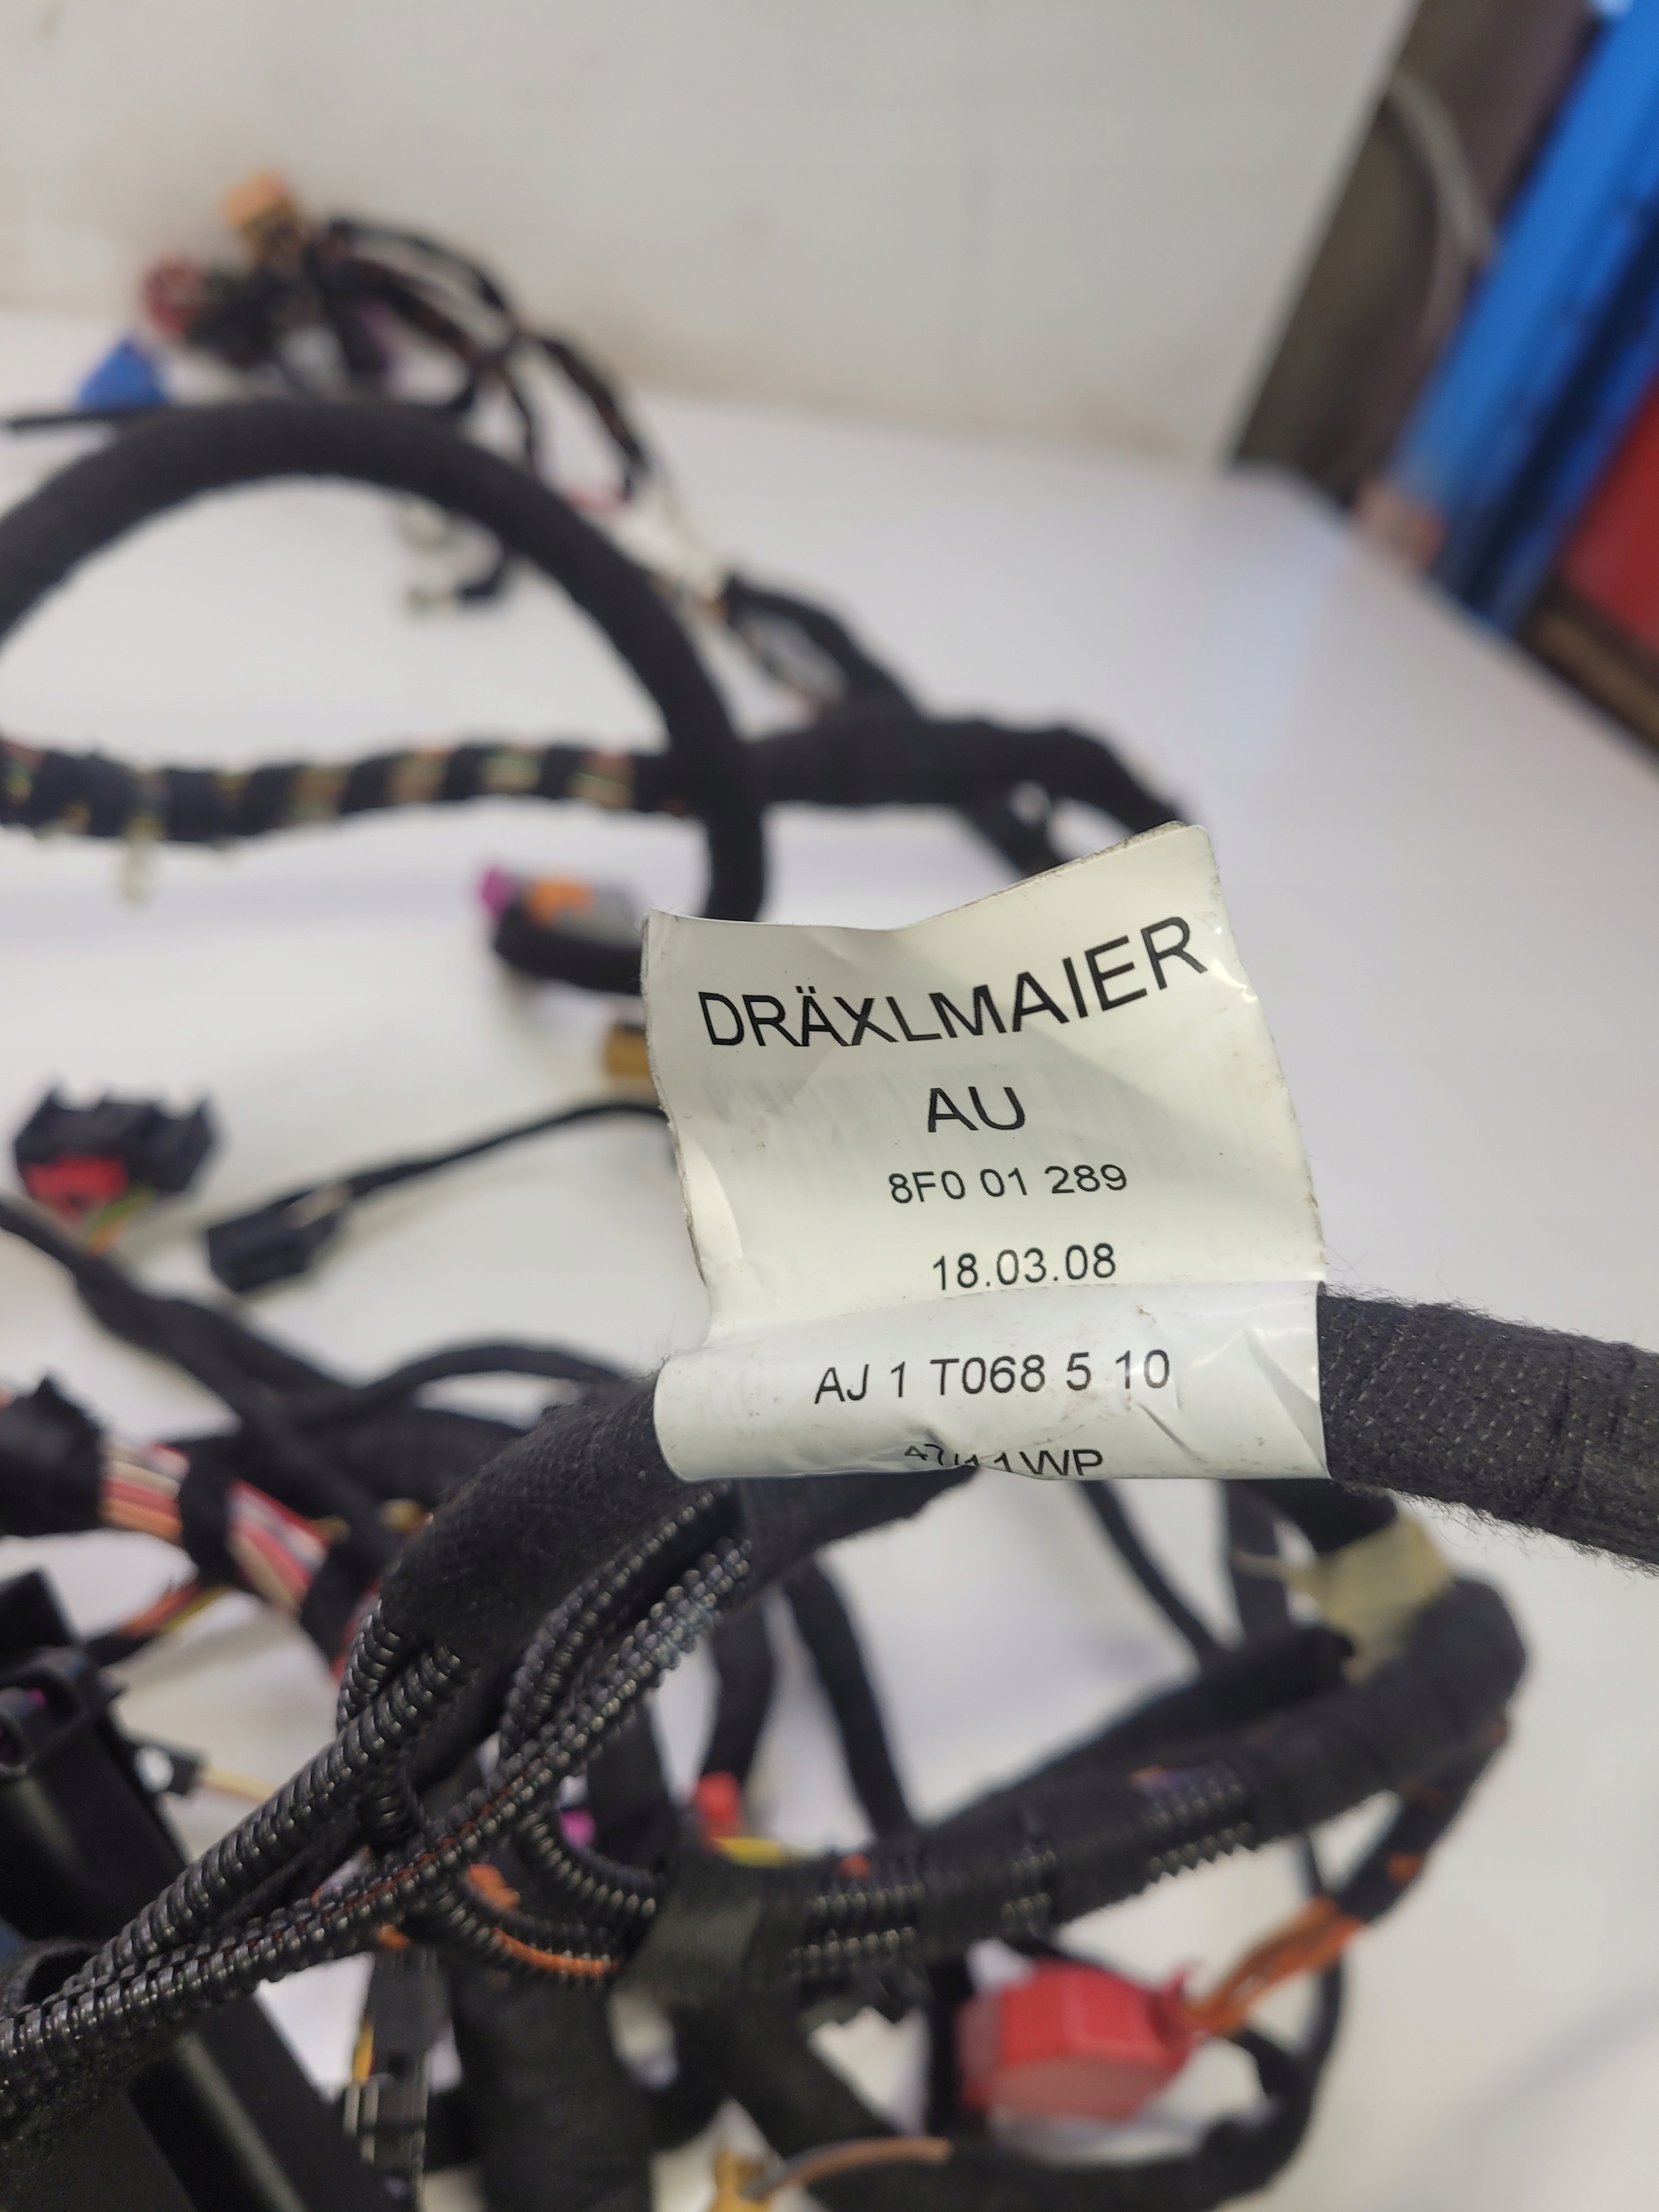 DRÄXLMAIER
AU
8F0 01 289
18.03.08
AJ 1 T068 5 10